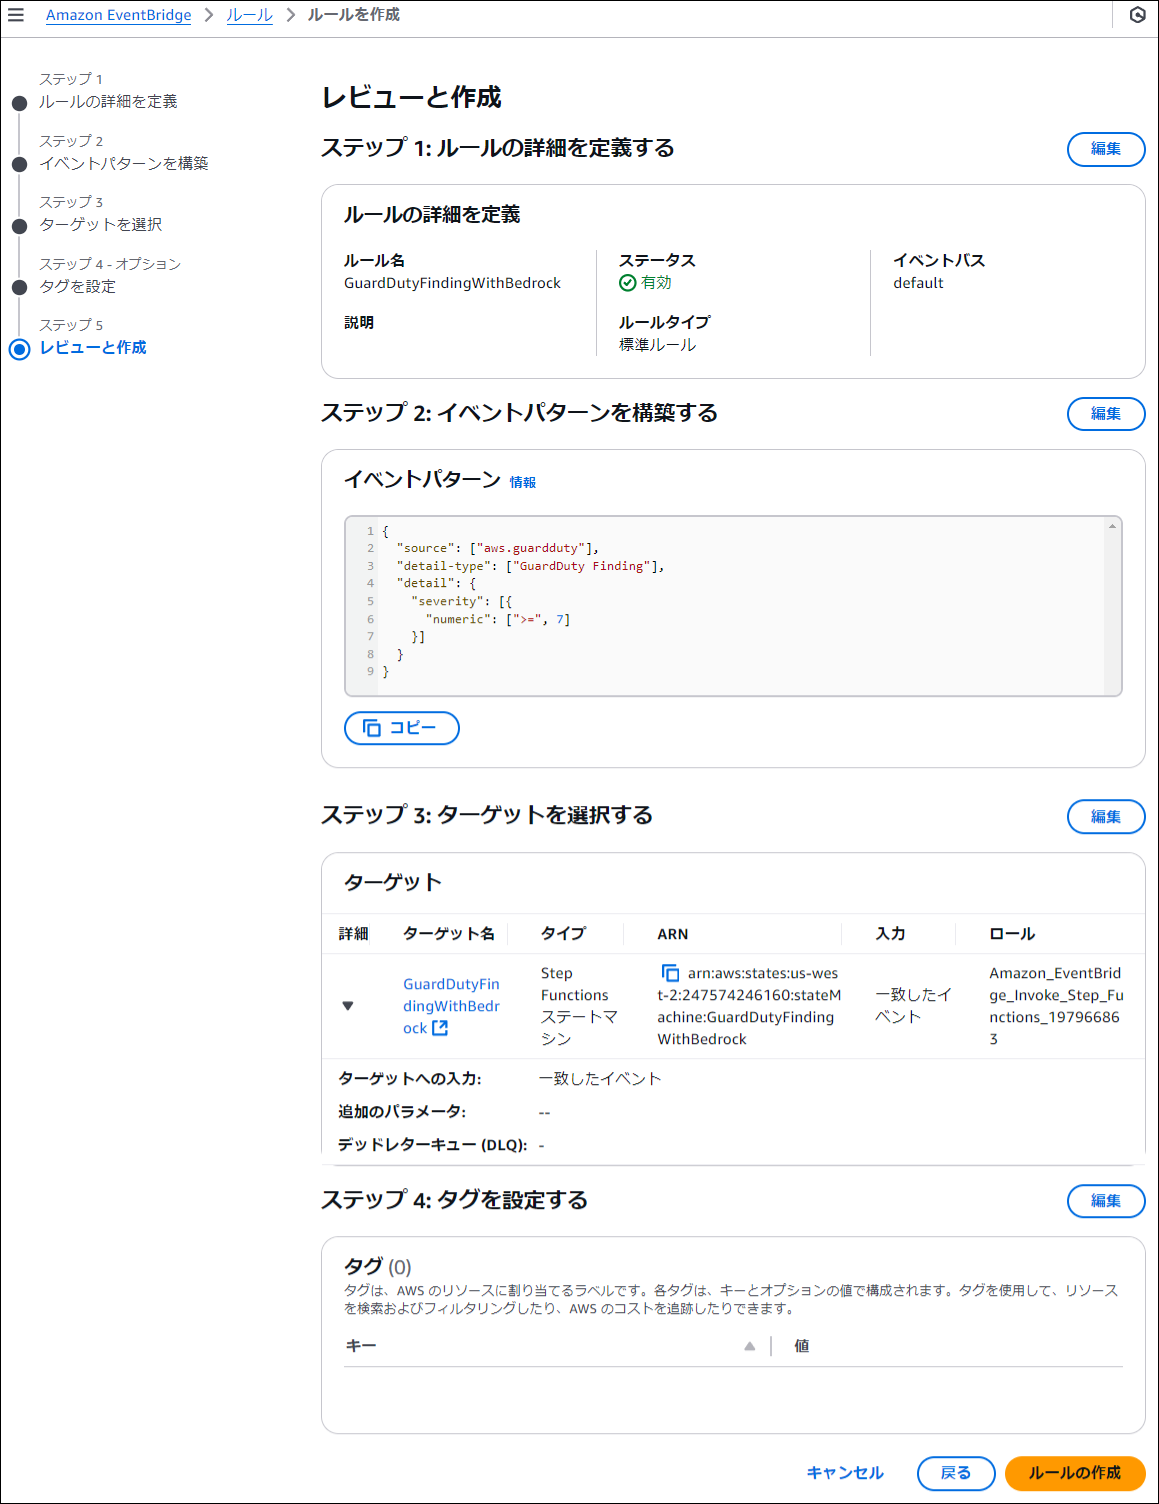 Amazon EventBridge > ルール > ルールを作成
ステップ 1
ルールの詳細を定義
ステップ 2
イベントパターンを構築
ステップ 3
ターゲットを選択
ステップ 4 - オプション
タグを設定
ステップ 5
レビューと作成
レビューと作成
ステップ 1: ルールの詳細を定義する
編集
ルールの詳細を定義
ルール名
GuardDutyFindingWithBedrock
説明
ステータス
有効
ルールタイプ
標準ルール
イベントバス
default
ステップ 2: イベントパターンを構築する
編集
イベントパターン 情報
1 {
2   "source": ["aws.guardduty"],
3   "detail-type": ["GuardDuty Finding"],
4   "detail": {
5     "severity": [{
6       "numeric": [">=", 7]
7     }]
8   }
9 }
コピー
ステップ 3: ターゲットを選択する
編集
ターゲット
詳細 ターゲット名 タイプ ARN 入力 ロール
GuardDutyFin
dingWithBedr
ock
Step
Functions
ステートマ
シン
arn:aws:states:us-wes
t-2:247574246160:stateM
achine:GuardDutyFinding
WithBedrock
一致したイ
ベント
Amazon_EventBrid
ge_Invoke_Step_Fu
nctions_19796686
3
ターゲットへの入力: 一致したイベント
追加のパラメータ: --
デッドレターキュー (DLQ): -
ステップ 4: タグを設定する
編集
タグ (0)
タグは、AWS のリソースに割り当てるラベルです。各タグは、キーとオプションの値で構成されます。タグを使用して、リソース
を検索およびフィルタリングしたり、AWS のコストを追跡したりできます。
キー 値
キャンセル 戻る ルールの作成